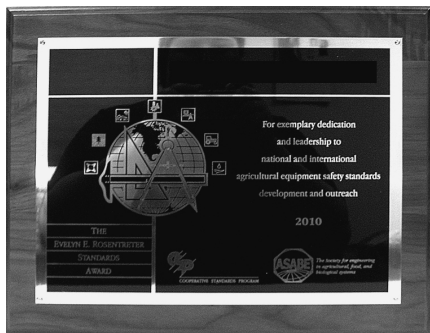 For exemplary dedication
and leadership to
national and international
agricultural equipment safety standards
development and outreach
2010
THE
EVELYN E. ROSENTRETER
STANDARDS
AWARD
COOPERATIVE STANDARDS PROGRAM
ASABE
The Society for engineering
in agricultural, food, and
biological systems